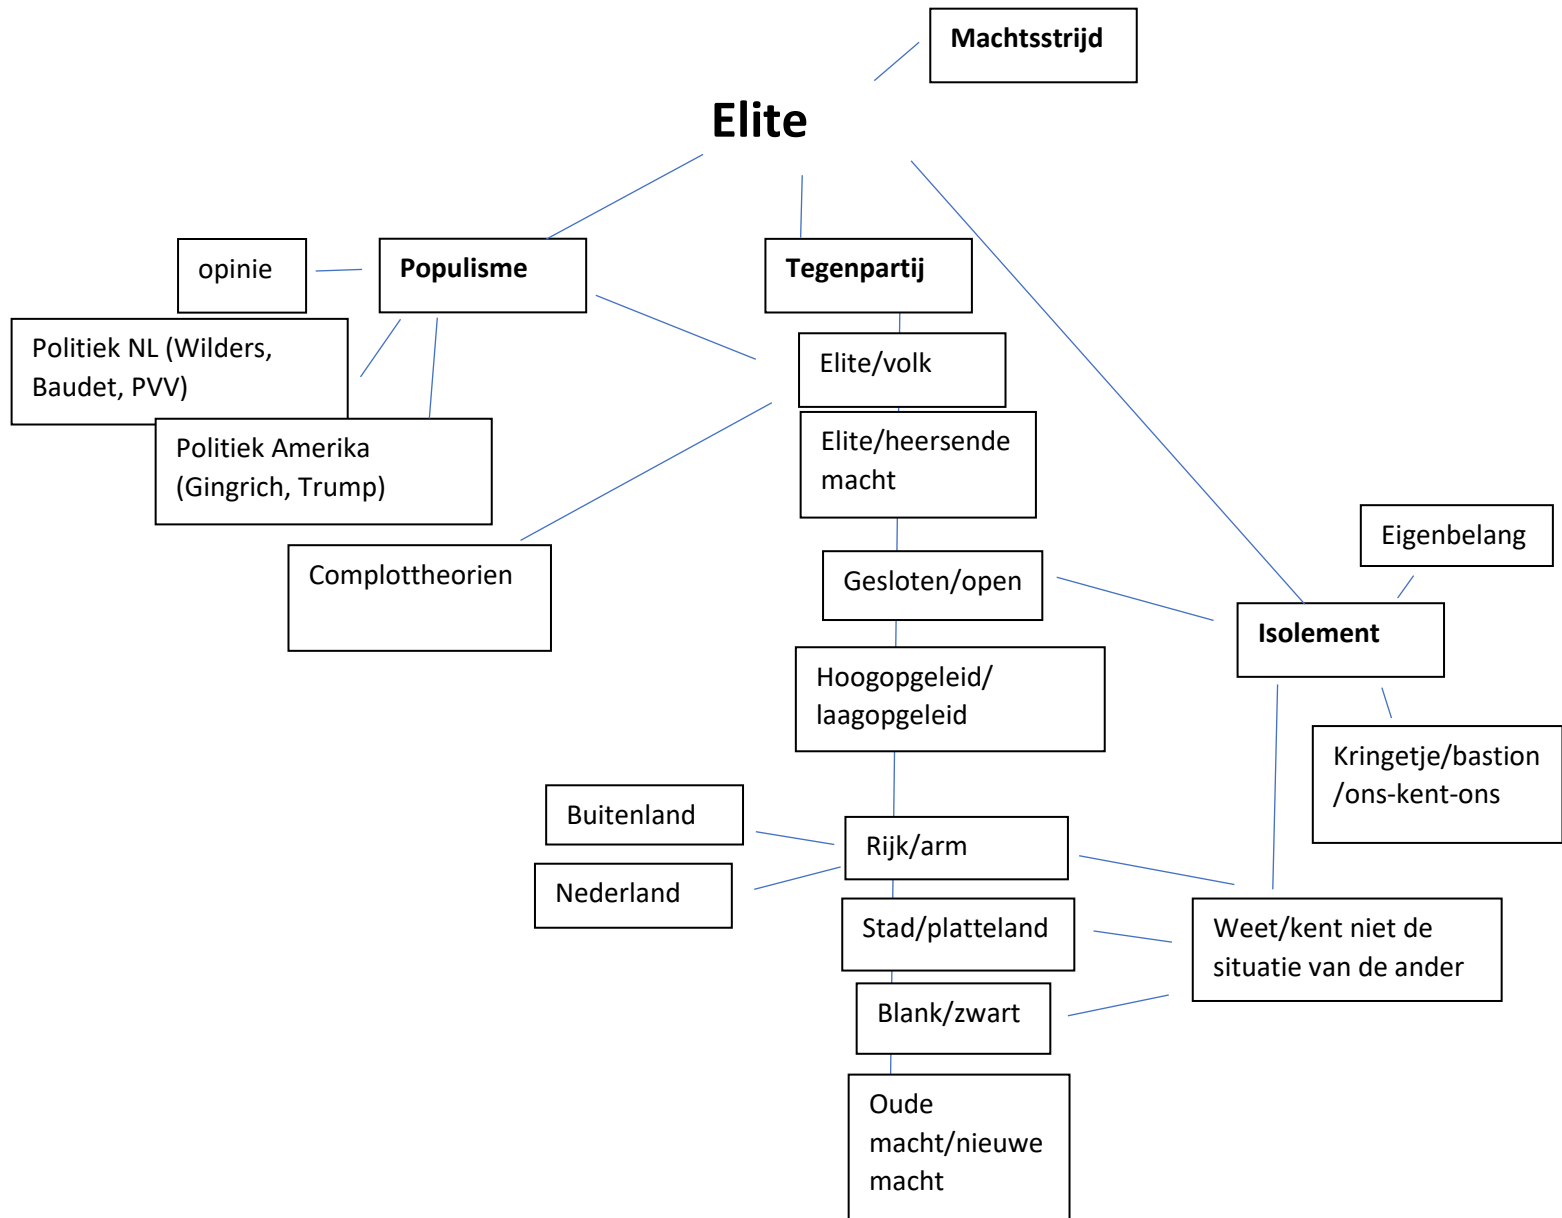 Machtsstrijd
Elite
opinie
Populisme
Tegenpartij
Politiek NL (Wilders,
Baudet, PVV)
Elite/volk
Politiek Amerika
(Gingrich, Trump)
Elite/heersende
macht
Complottheorien
Gesloten/open
Eigenbelang
Isolement
Hoogopgeleid/
laagopgeleid
Kringetje/bastion
/ons-kent-ons
Buitenland
Rijk/arm
Nederland
Stad/platteland
Weet/kent niet de
situatie van de ander
Blank/zwart
Oude
macht/nieuwe
macht